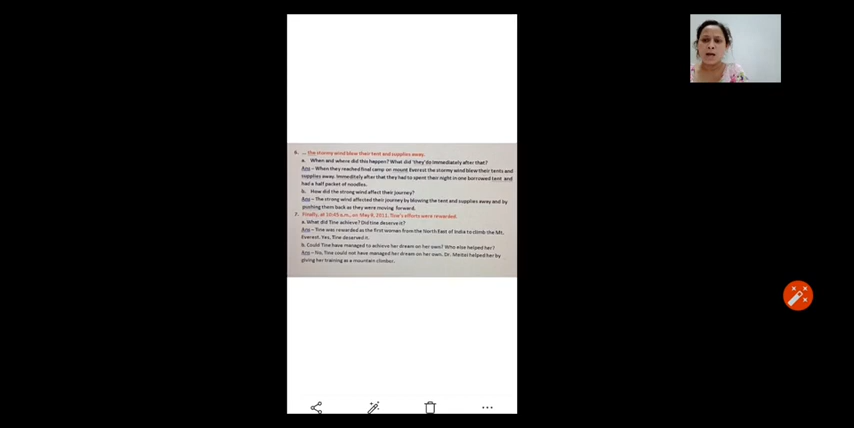 6. ... the stormy wind blew their tent and supplies away.
a. When and where did this happen? What did 'they' do immediately after that?
Ans – When they reached final camp on mount Everest the stormy wind blew their tents and
supplies away. Immeditely after that they had to spent then night in one borrowed tent and
had a half packet of noodles.
b. How did the strong wind affect their journey?
Ans – The strong wind affected their journey by blowing the tent and supplies away and by
pushing them back as they were moving forward.
7. Finally, at 10:45 a.m., on May 9, 2011, Tine's efforts were rewarded.
a. What did Tine achieve? Did tine deserve it?
Ans – Tine was rewarded as the first woman from the North East of India to climb the Mt.
Everest. Yes, Tine deserved it.
b. Could Tine have managed to achieve her dream on her own? Who else helped her?
Ans – No, Tine could not have managed her dream on her own. Dr. Meitei helped her by
giving her training as a mountain climber.